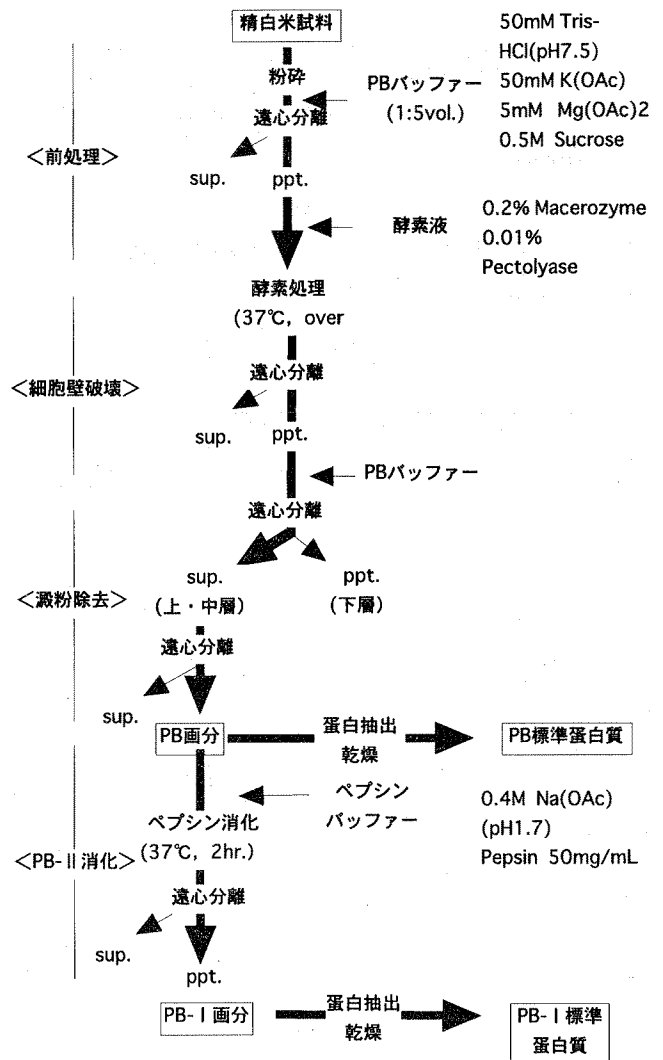 精白米試料
粉砕
PBバッファー
(1:5vol.)
50mM Tris-
HCl(pH7.5)
50mM K(OAc)
5mM Mg(OAc)2
0.5M Sucrose
遠心分離
<前処理>
sup.
ppt.
酵素液
0.2% Macerozyme
0.01%
Pectolyase
酵素処理
(37℃, over
遠心分離
<細胞壁破壊>
sup.
ppt.
PBバッファー
遠心分離
<澱粉除去>
sup.
(上・中層)
ppt.
(下層)
遠心分離
sup.
PB画分
蛋白抽出
乾燥
PB標準蛋白質
ペプシン
バッファー
0.4M Na(OAc)
(pH1.7)
Pepsin 50mg/mL
ペプシン消化
(37℃, 2hr.)
<PB-Ⅱ消化>
遠心分離
sup.
ppt.
PB-Ⅰ画分
蛋白抽出
乾燥
PB-Ⅰ標準
蛋白質